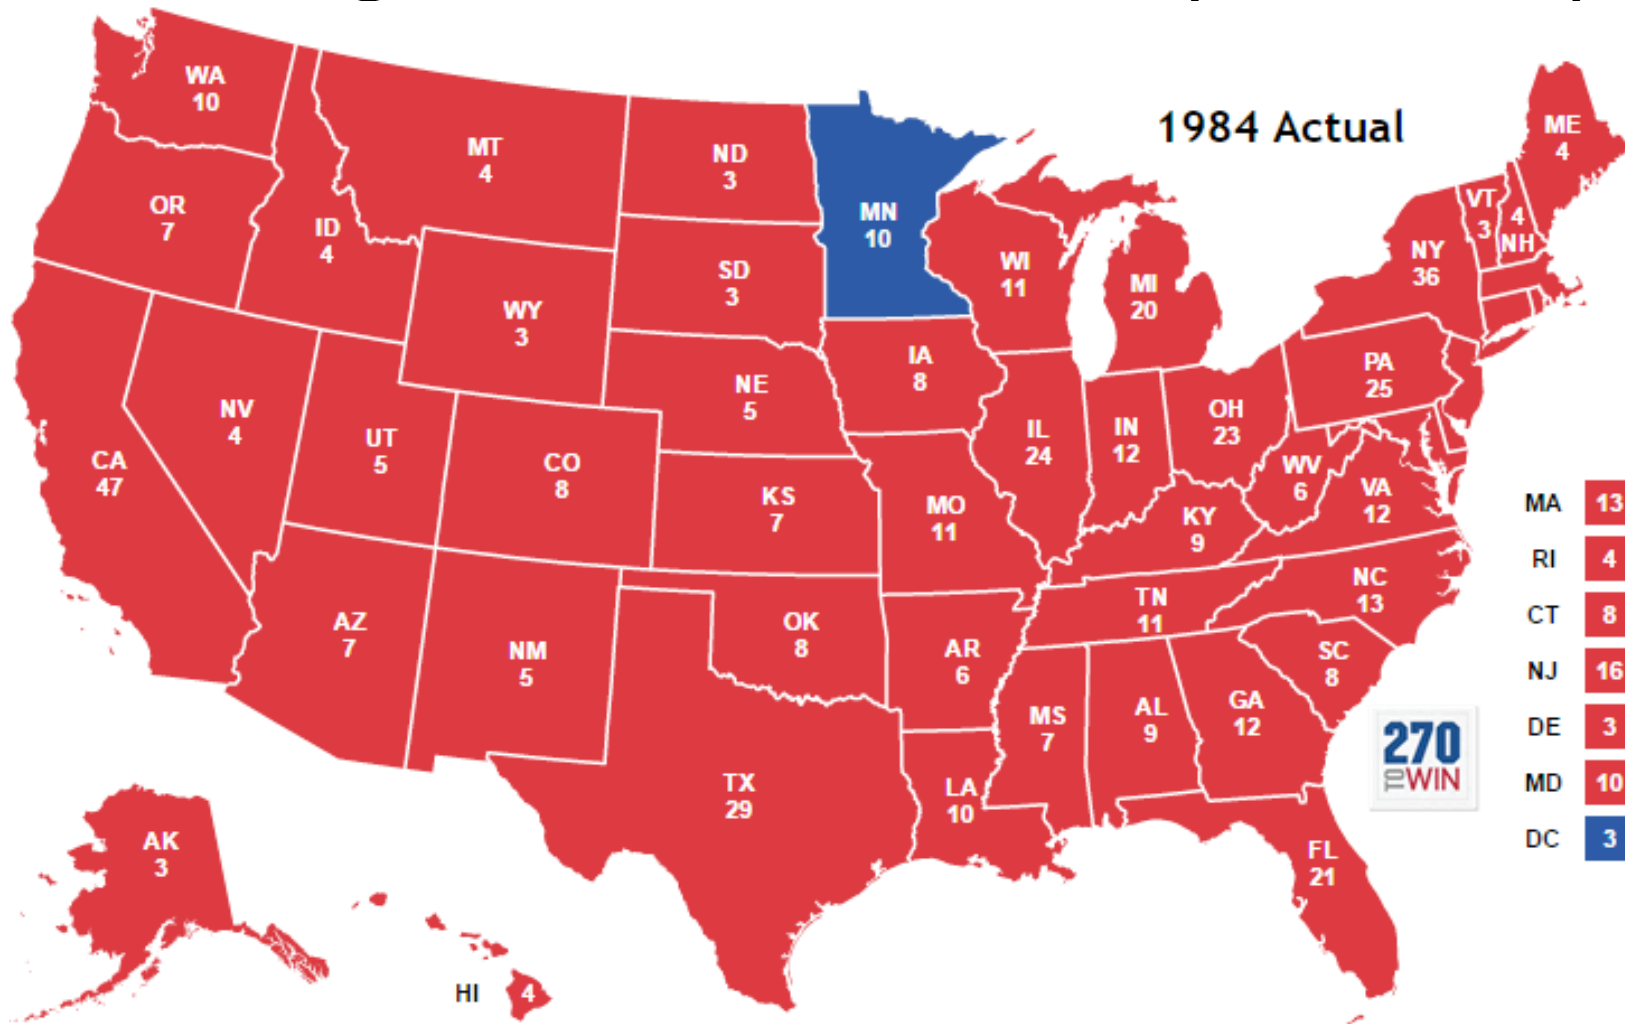 1984 Actual
WA
10
OR
7
CA
47
NV
4
ID
4
MT
4
WY
3
UT
5
AZ
7
CO
8
NM
5
ND
3
SD
3
NE
5
KS
7
OK
8
TX
29
MN
10
IA
8
MO
11
AR
6
LA
10
WI
11
IL
24
MI
20
IN
12
OH
23
KY
9
TN
11
MS
7
AL
9
GA
12
FL
21
SC
8
NC
13
VA
12
WV
6
PA
25
NY
36
VT
3
4
NH
ME
4
MA 13
RI 4
CT 8
NJ 16
DE 3
MD 10
DC 3
270
TO WIN
AK
3
HI 4